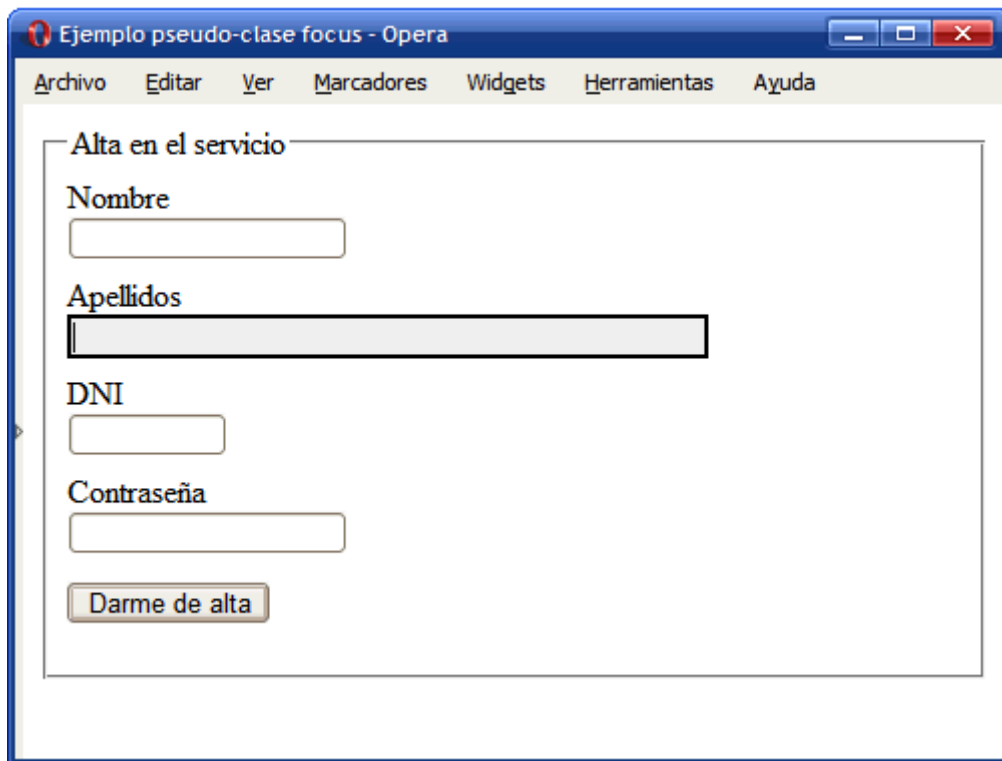 Ejemplo pseudo-clase focus - Opera
Archivo Editar Ver Marcadores Widgets Herramientas Ayuda
Alta en el servicio
Nombre
Apellidos
DNI
Contraseña
Darme de alta